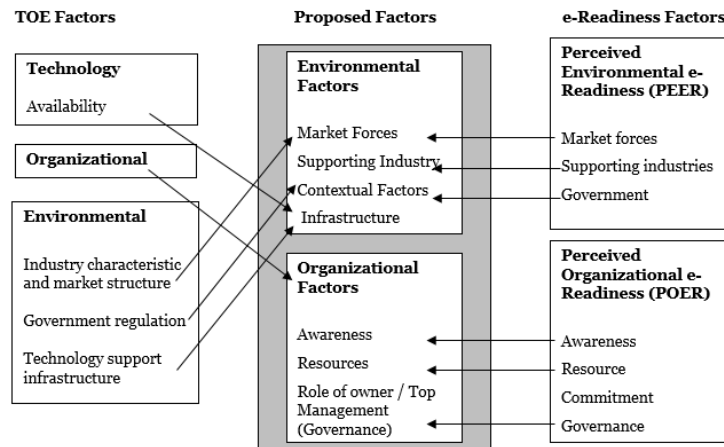 TOE Factors
Technology
Availability
Organizational
Environmental
Industry characteristic
and market structure
Government regulation
Technology support
infrastructure
Proposed Factors
Environmental
Factors
Market Forces
Supporting Industry
Contextual Factors
Infrastructure
Organizational
Factors
Awareness
Resources
Role of owner / Top
Management
(Governance)
e-Readiness Factors
Perceived
Environmental e-
Readiness (PEER)
Market forces
Supporting industries
Government
Perceived
Organizational e-
Readiness (POER)
Awareness
Resource
Commitment
Governance